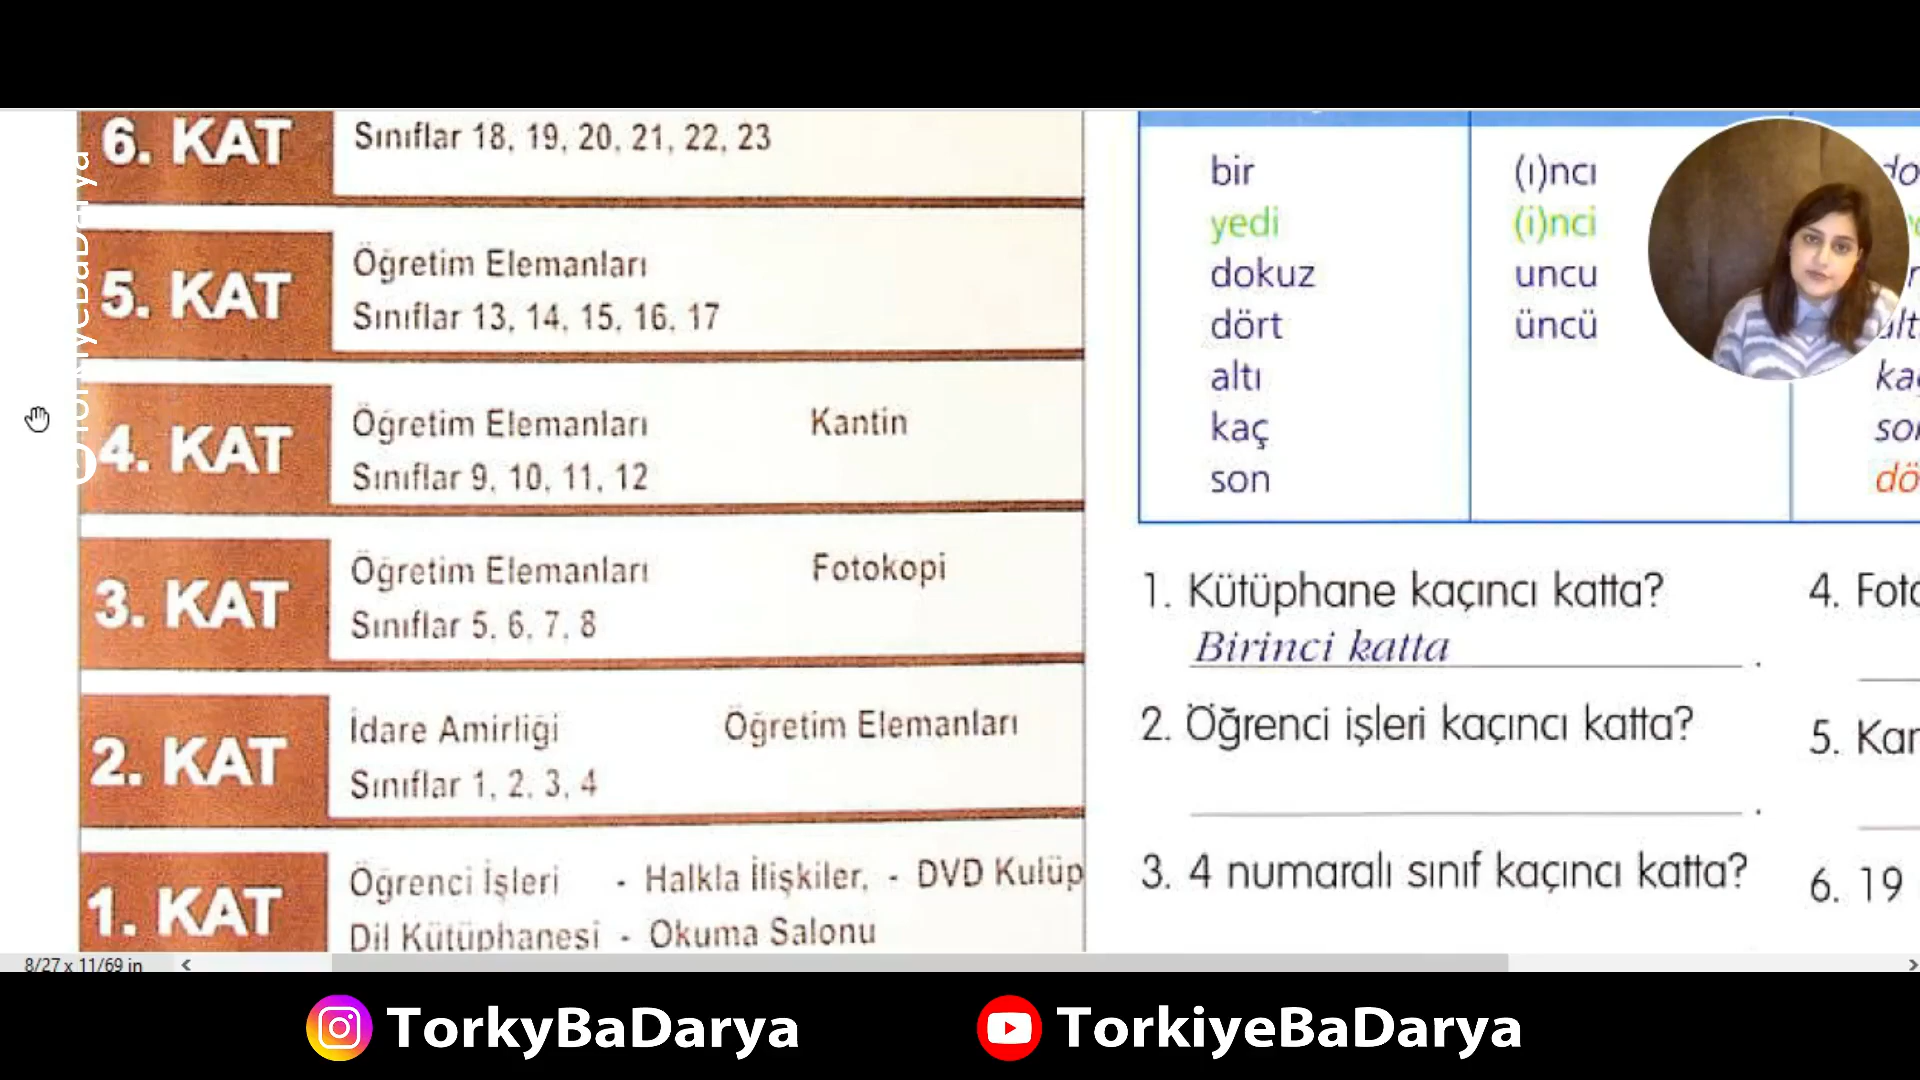 6. KAT
Sınıflar 18, 19, 20, 21, 22, 23
5. KAT
Öğretim Elemanları
Sınıflar 13, 14, 15, 16, 17
4. KAT
Öğretim Elemanları Kantin
Sınıflar 9, 10, 11, 12
3. KAT
Öğretim Elemanları Fotokopi
Sınıflar 5, 6, 7, 8
2. KAT
İdare Amirliği Öğretim Elemanları
Sınıflar 1, 2, 3, 4
1. KAT
Öğrenci İşleri - Halkla İlişkiler, - DVD Kulüp
Dil Kütüphanesi - Okuma Salonu
bir (ı)ncı
yedi (i)nci
dokuz uncu
dört üncü
altı
kaç
son
1. Kütüphane kaçıncı katta?
Birinci katta .
2. Öğrenci işleri kaçıncı katta?
.
3. 4 numaralı sınıf kaçıncı katta?
4.
5.
6. 19
8/27 x 11/69 in
TorkyBaDarya
TorkiyeBaDarya